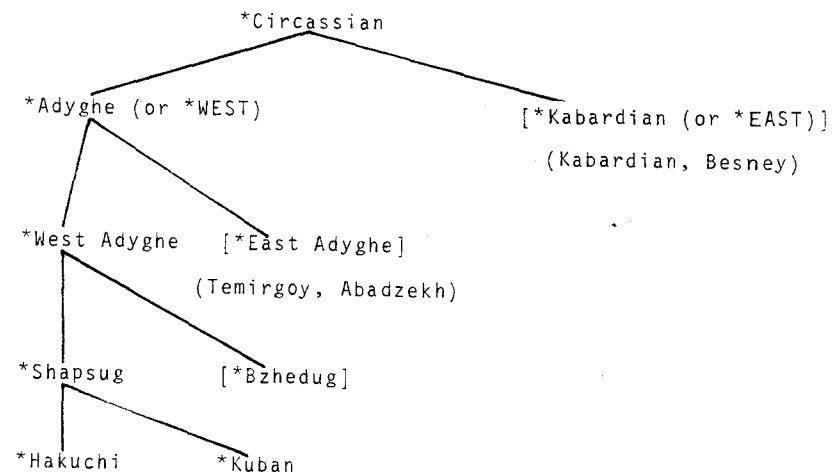 *Circassian
*Adyghe (or *WEST)
[*Kabardian (or *EAST)]
(Kabardian, Besney)
*West Adyghe
[*East Adyghe]
(Temirgoy, Abadzekh)
*Shapsug
[*Bzhedug]
*Hakuchi
*Kuban